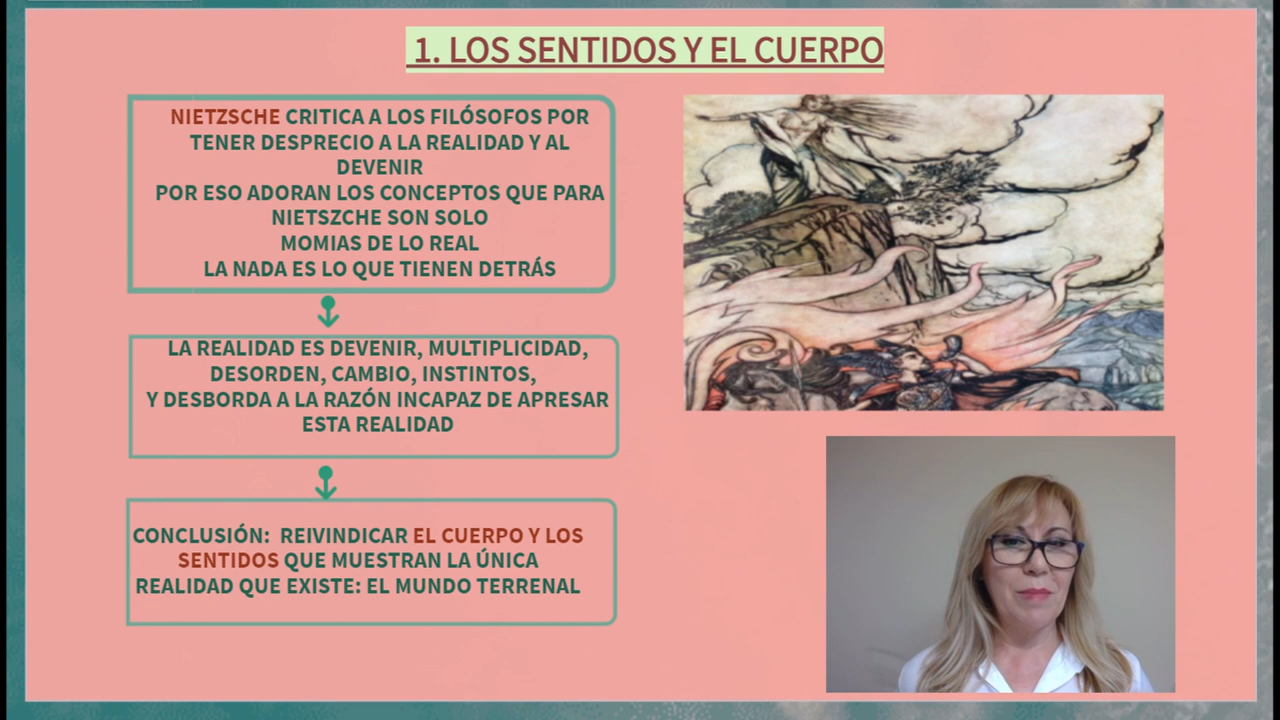 1. LOS SENTIDOS Y EL CUERPO
NIETZSCHE CRITICA A LOS FILÓSOFOS POR
TENER DESPRECIO A LA REALIDAD Y AL
DEVENIR
POR ESO ADORAN LOS CONCEPTOS QUE PARA
NIETSZCHE SON SOLO
MOMIAS DE LO REAL
LA NADA ES LO QUE TIENEN DETRÁS
LA REALIDAD ES DEVENIR, MULTIPLICIDAD,
DESORDEN, CAMBIO, INSTINTOS,
Y DESBORDA A LA RAZÓN INCAPAZ DE APRESAR
ESTA REALIDAD
CONCLUSIÓN: REIVINDICAR EL CUERPO Y LOS
SENTIDOS QUE MUESTRAN LA ÚNICA
REALIDAD QUE EXISTE: EL MUNDO TERRENAL